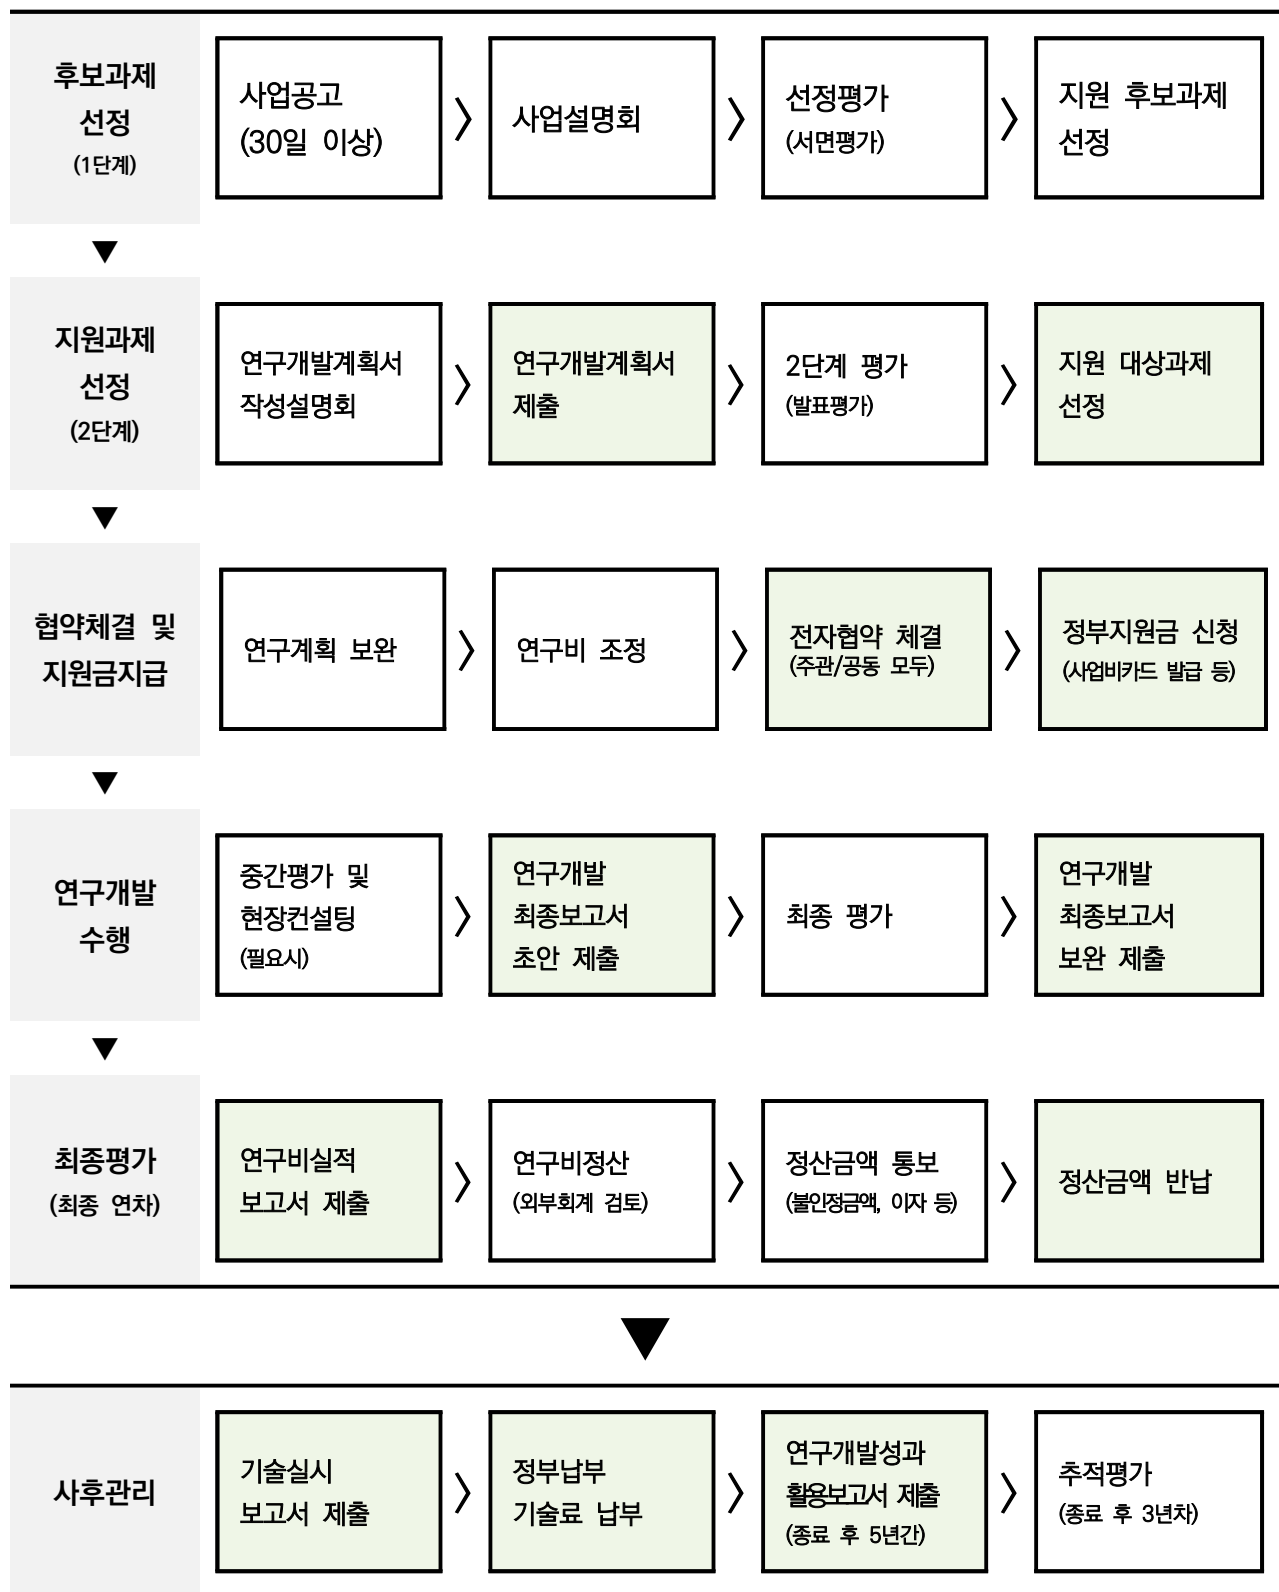 후보과제
선정
(1단계)
사업공고
(30일 이상)
사업설명회
선정평가
(서면평가)
지원 후보과제
선정
지원과제
선정
(2단계)
연구개발계획서
작성설명회
연구개발계획서
제출
2단계 평가
(발표평가)
지원 대상과제
선정
협약체결 및
지원금지급
연구계획 보완
연구비 조정
전자협약 체결
(주관/공동 모두)
정부지원금 신청
(사업비카드 발급 등)
연구개발
수행
중간평가 및
현장컨설팅
(필요시)
연구개발
최종보고서
초안 제출
최종 평가
연구개발
최종보고서
보완 제출
최종평가
(최종 연차)
연구비실적
보고서 제출
연구비정산
(외부회계 검토)
정산금액 통보
(불인정금액, 이자 등)
정산금액 반납
사후관리
기술실시
보고서 제출
정부납부
기술료 납부
연구개발성과
활용보고서 제출
(종료 후 5년간)
추적평가
(종료 후 3년차)